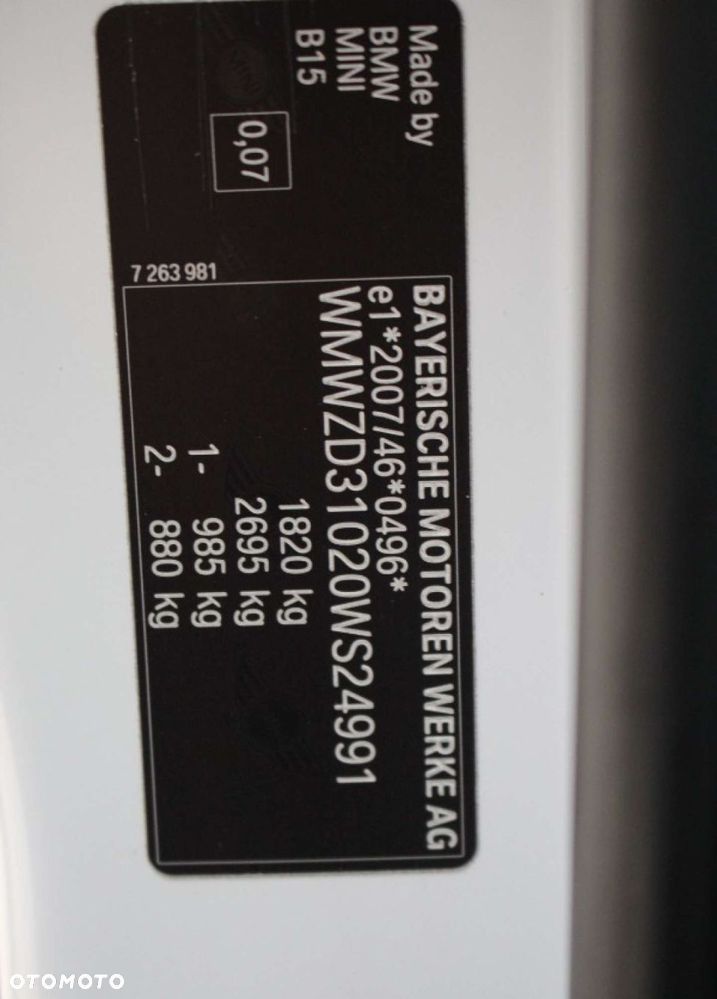 Made by
BMW
MINI
B15
0,07
7 263 981
BAYERISCHE MOTOREN WERKE AG
e1*2007/46*0496*
WMWZD31020WS24991
1820 kg
2695 kg
1- 985 kg
2- 880 kg
OTOMOTO